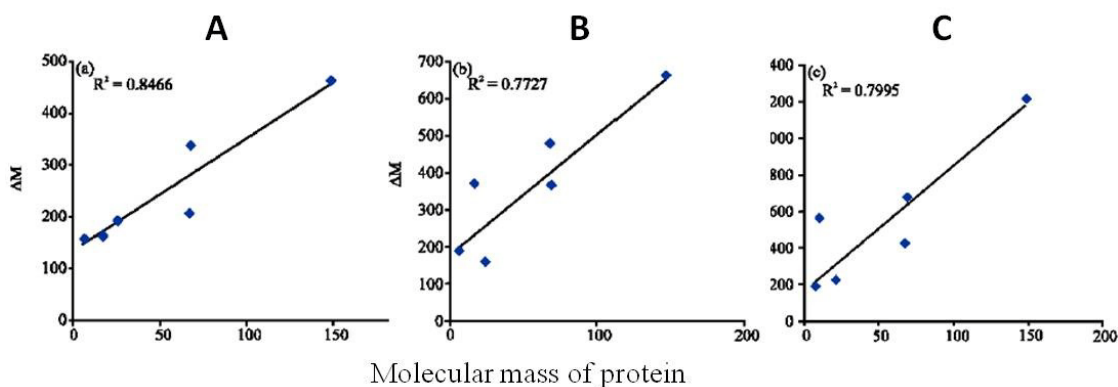 A B C
(a)
R² = 0.8466
ΔM
500
400
300
200
100
0
0 50 100 150
(b)
R² = 0.7727
ΔM
700
600
500
400
300
200
100
0
0 100 200
(c)
R² = 0.7995
400
200
000
800
600
400
200
0
0 50 100 150 200
Molecular mass of protein